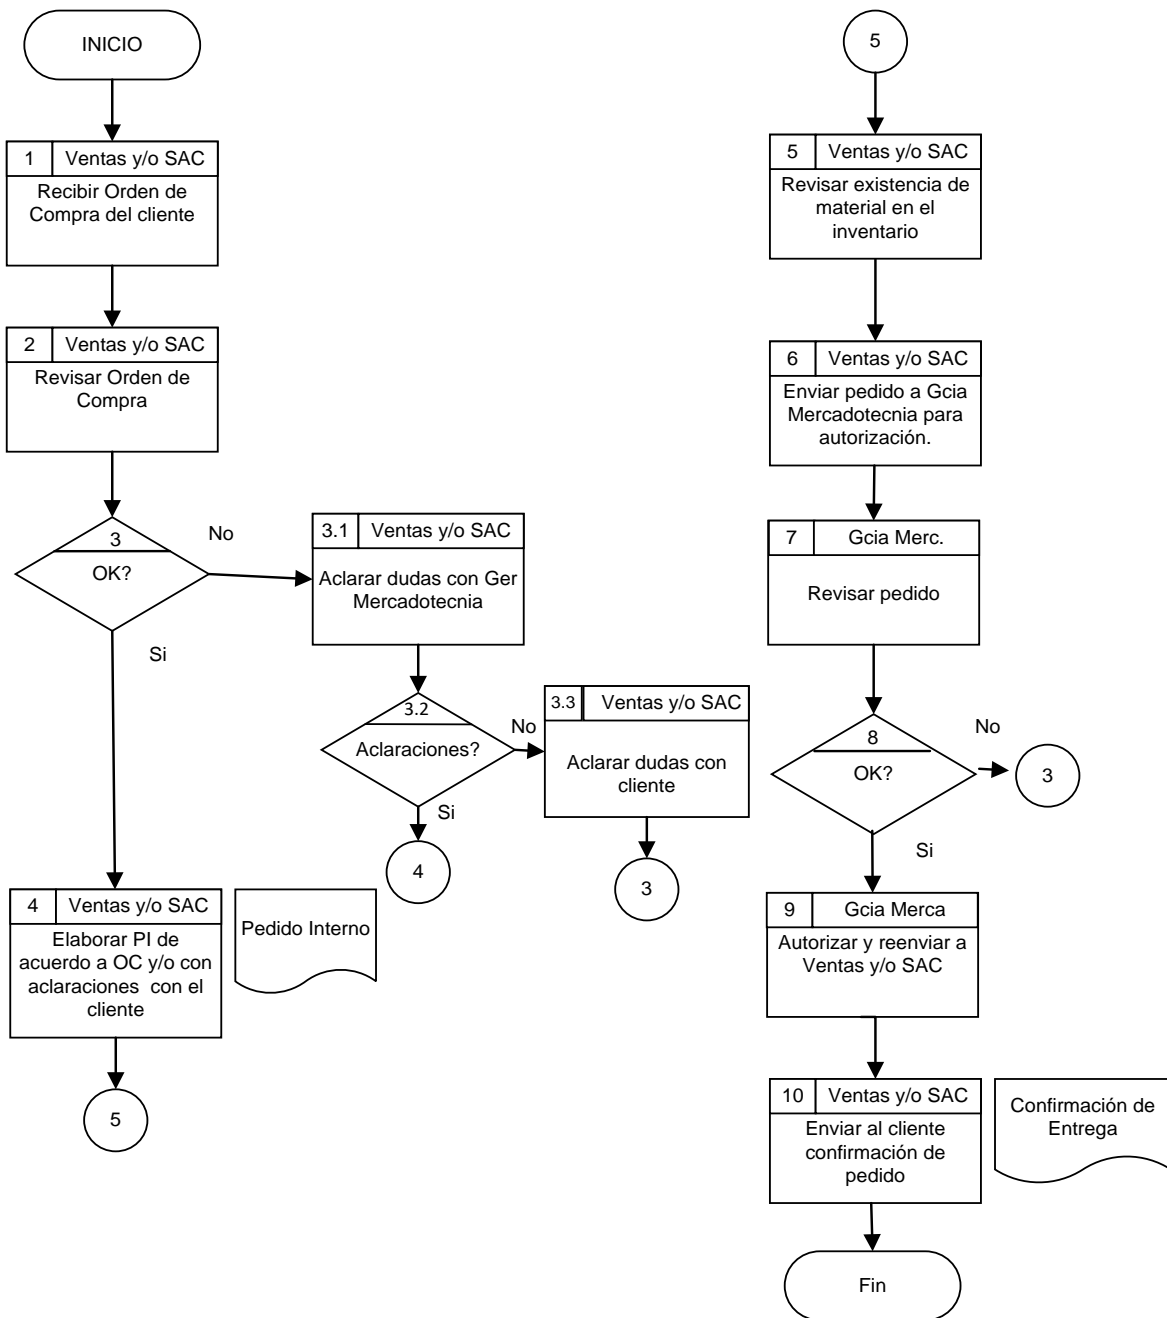 INICIO
1 Ventas y/o SAC
Recibir Orden de
Compra del cliente
2 Ventas y/o SAC
Revisar Orden de
Compra
3
OK?
No
Si
3.1 Ventas y/o SAC
Aclarar dudas con Ger
Mercadotecnia
3.2
Aclaraciones?
No
Si
4
3.3 Ventas y/o SAC
Aclarar dudas con
cliente
3
4 Ventas y/o SAC
Elaborar PI de
acuerdo a OC y/o con
aclaraciones con el
cliente
Pedido Interno
5
5
5 Ventas y/o SAC
Revisar existencia de
material en el
inventario
6 Ventas y/o SAC
Enviar pedido a Gcia
Mercadotecnia para
autorización.
7 Gcia Merc.
Revisar pedido
8
OK?
No
3
Si
9 Gcia Merca
Autorizar y reenviar a
Ventas y/o SAC
10 Ventas y/o SAC
Enviar al cliente
confirmación de
pedido
Confirmación de
Entrega
Fin